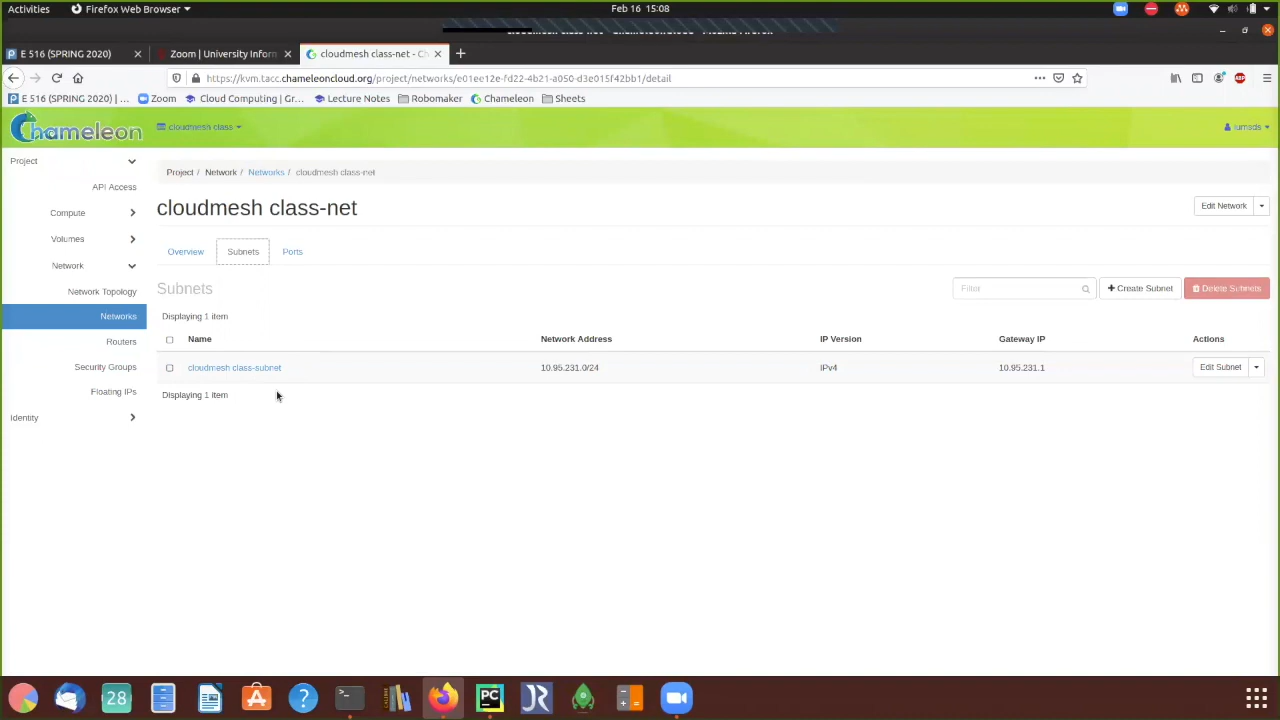 Activities
Firefox Web Browser
Feb 16 15:08
E 516 (SPRING 2020)
Zoom | University Inform
cloudmesh class-net - Ch
https://kvm.tacc.chameleoncloud.org/project/networks/e01ee12e-fd22-4b21-a050-d3e015f42bb1/detail
E 516 (SPRING 2020) | ...
Zoom
Cloud Computing | Gr...
Lecture Notes
Robomaker
Chameleon
Sheets
ABP
Chameleon
cloudmesh class
iumsds
Project
API Access
Compute
Volumes
Network
Network Topology
Networks
Routers
Security Groups
Floating IPs
Identity
Project / Network / Networks / cloudmesh class-net
cloudmesh class-net
Edit Network
Overview Subnets Ports
Subnets
Filter
Create Subnet
Delete Subnets
Displaying 1 item
Name Network Address IP Version Gateway IP Actions
cloudmesh class-subnet 10.95.231.0/24 IPv4 10.95.231.1 Edit Subnet
Displaying 1 item
28
PC